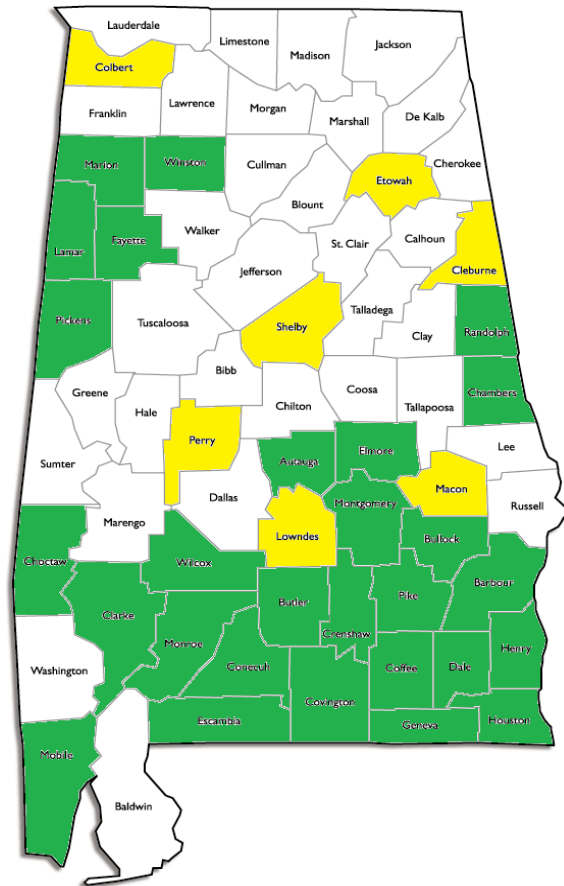 Lauderdale
Limestone
Madison
Jackson
Colbert
Franklin
Lawrence
Morgan
Marshall
De Kalb
Cherokee
Marion
Winston
Cullman
Etowah
Blount
Lamar
Fayette
Walker
Jefferson
St. Clair
Calhoun
Cleburne
Pickens
Tuscaloosa
Shelby
Talladega
Clay
Randolph
Bibb
Greene
Hale
Chilton
Coosa
Tallapoosa
Chambers
Sumter
Perry
Autauga
Elmore
Lee
Dallas
Macon
Marengo
Lowndes
Montgomery
Russell
Choctaw
Wilcox
Bullock
Clarke
Butler
Pike
Barbour
Monroe
Crenshaw
Washington
Conecuh
Coffee
Dale
Henry
Escambia
Covington
Geneva
Houston
Mobile
Baldwin